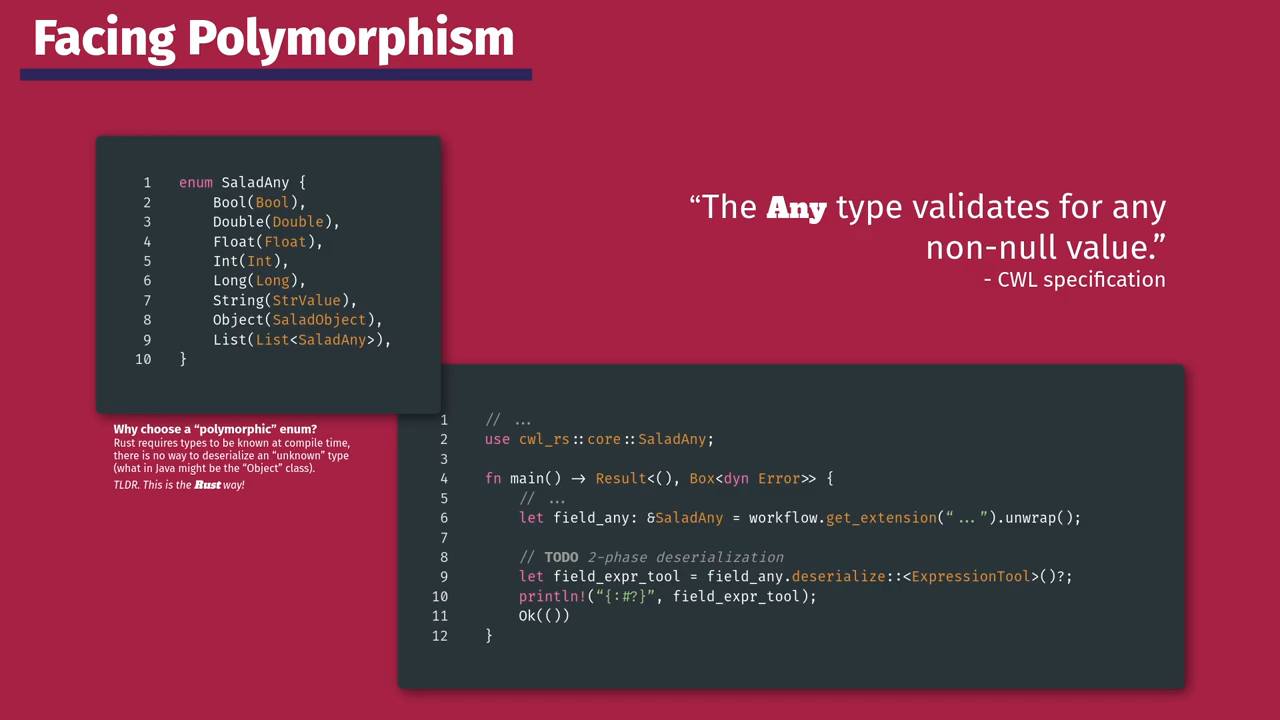 Facing Polymorphism
1 enum SaladAny {
2 Bool(Bool),
3 Double(Double),
4 Float(Float),
5 Int(Int),
6 Long(Long),
7 String(StrValue),
8 Object(SaladObject),
9 List(List<SaladAny>),
10 }
Why choose a “polymorphic” enum?
Rust requires types to be known at compile time,
there is no way to deserialize an “unknown” type
(what in Java might be the “Object” class).
TLDR. This is the Rust way!
“The Any type validates for any
non-null value.”
- CWL specification
1 // ...
2 use cwl_rs::core::SaladAny;
3
4 fn main() -> Result<(), Box<dyn Error>> {
5 // ...
6 let field_any: &SaladAny = workflow.get_extension(“...”).unwrap();
7
8 // TODO 2-phase deserialization
9 let field_expr_tool = field_any.deserialize::<ExpressionTool>()?;
10 println!(“{:#?}”, field_expr_tool);
11 Ok(())
12 }